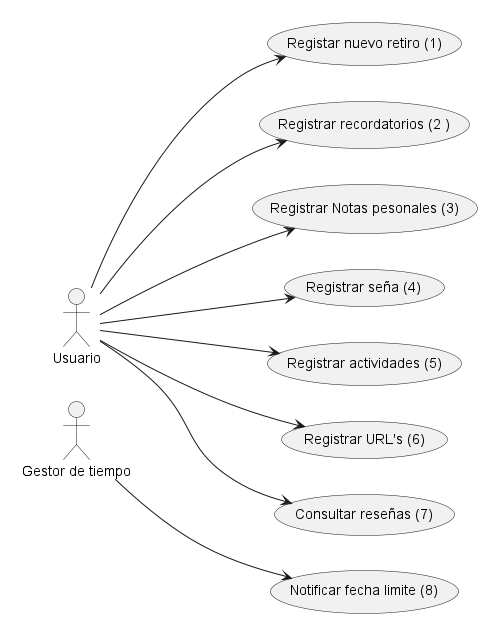 Registar nuevo retiro (1)
Registrar recordatorios (2 )
Registrar Notas pesonales (3)
Registrar seña (4)
Usuario
Registrar actividades (5)
Registrar URL's (6)
Gestor de tiempo
Consultar reseñas (7)
Notificar fecha limite (8)